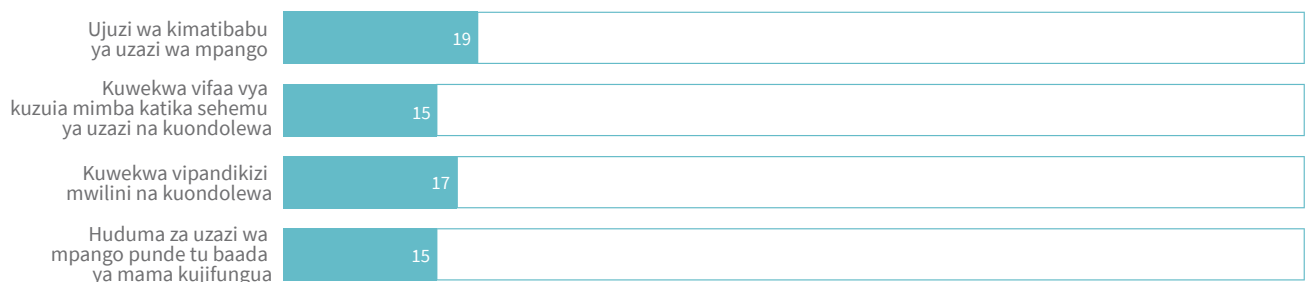 Ujuzi wa kimatibabu
ya uzazi wa mpango
19
Kuwekwa vifaa vya
kuzuia mimba katika sehemu
ya uzazi na kuondolewa
15
Kuwekwa vipandikizi
mwilini na kuondolewa
17
Huduma za uzazi wa
mpango punde tu baada
ya mama kujifungua
15